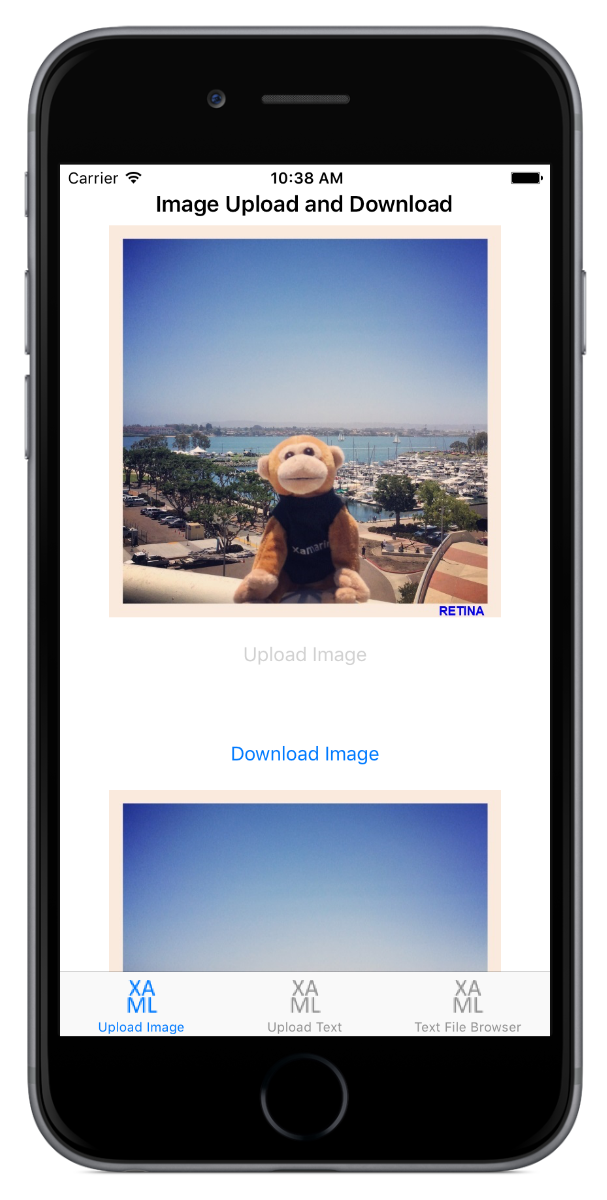 Carrier 10:38 AM
Image Upload and Download
xamarin
RETINA
Upload Image
Download Image
XA
ML
Upload Image
XA
ML
Upload Text
XA
ML
Text File Browser